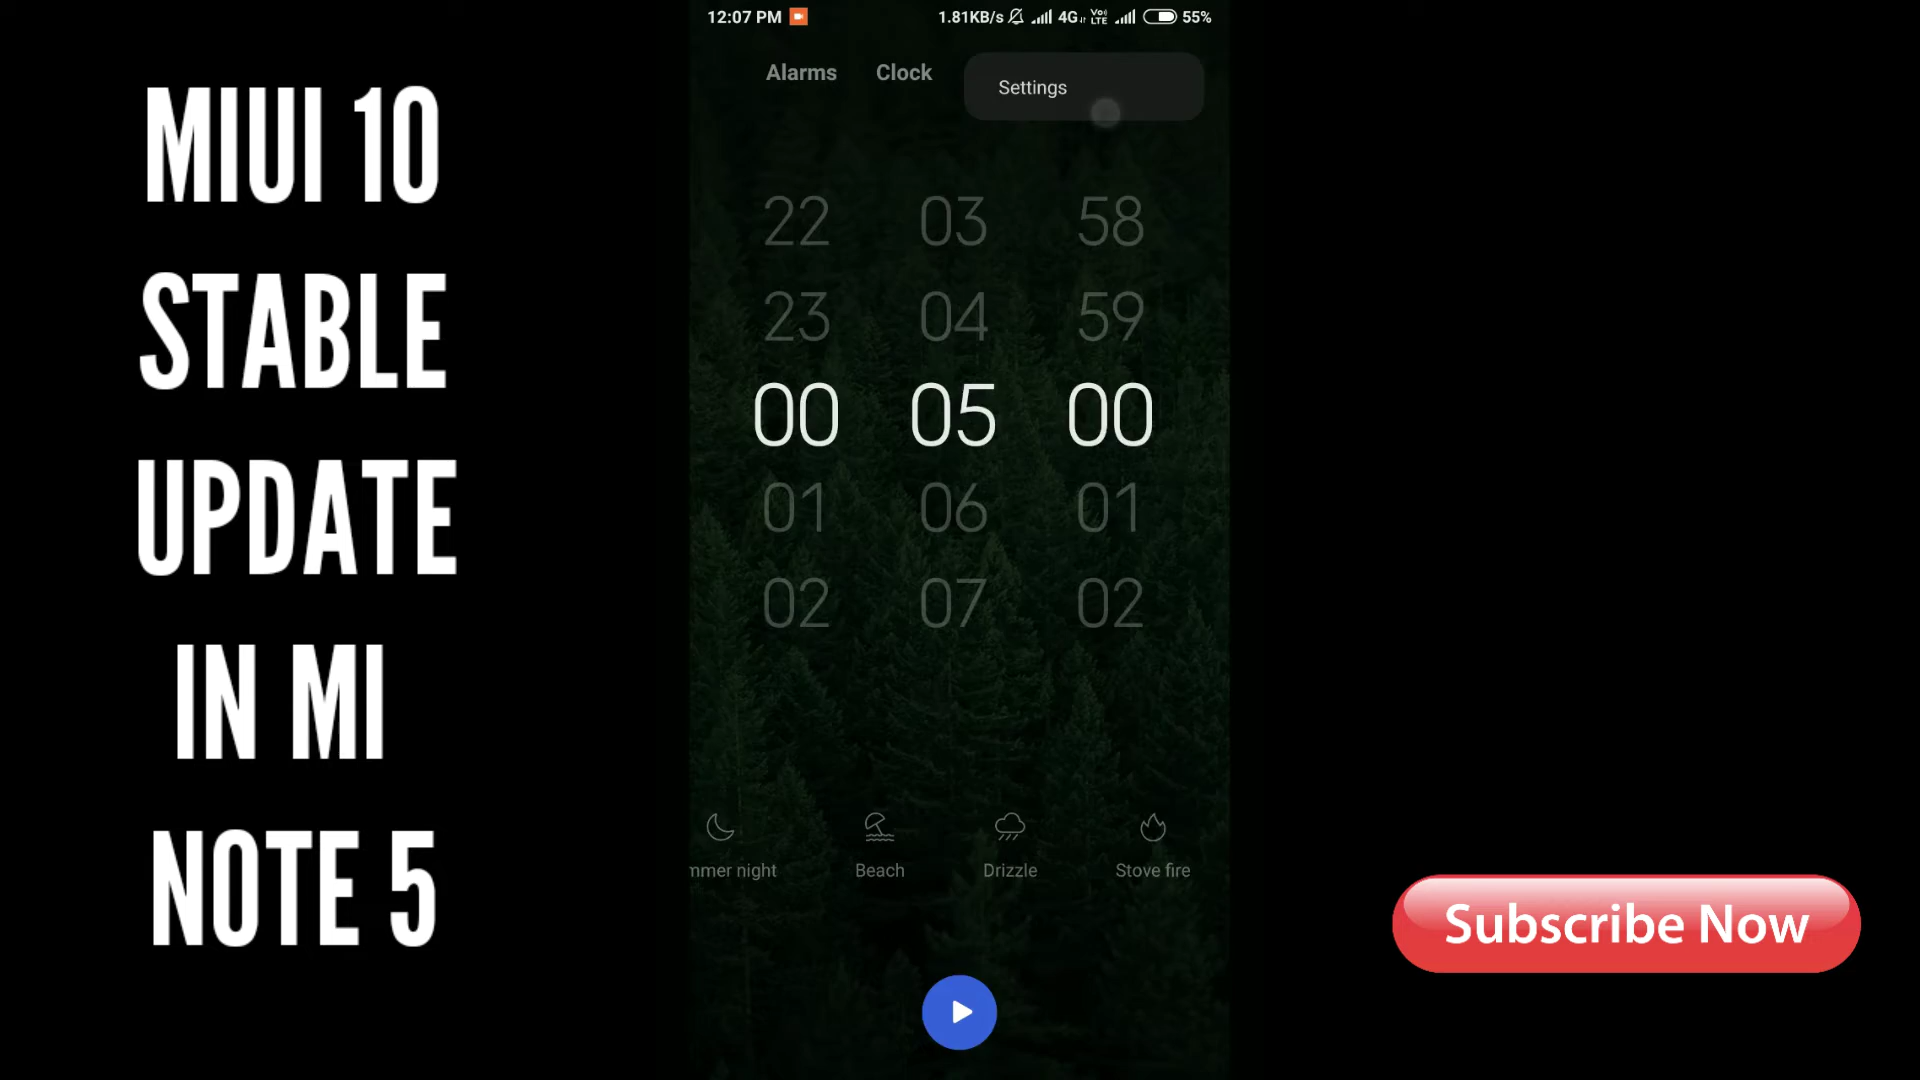 MIUI 10
STABLE
UPDATE
IN MI
NOTE 5
12:07 PM 1.81KB/s 4G Vo) LTE 55%
Alarms Clock Settings
22 03 58
23 04 59
00 05 00
01 06 01
02 07 02
mmer night Beach Drizzle Stove fire
Subscribe Now